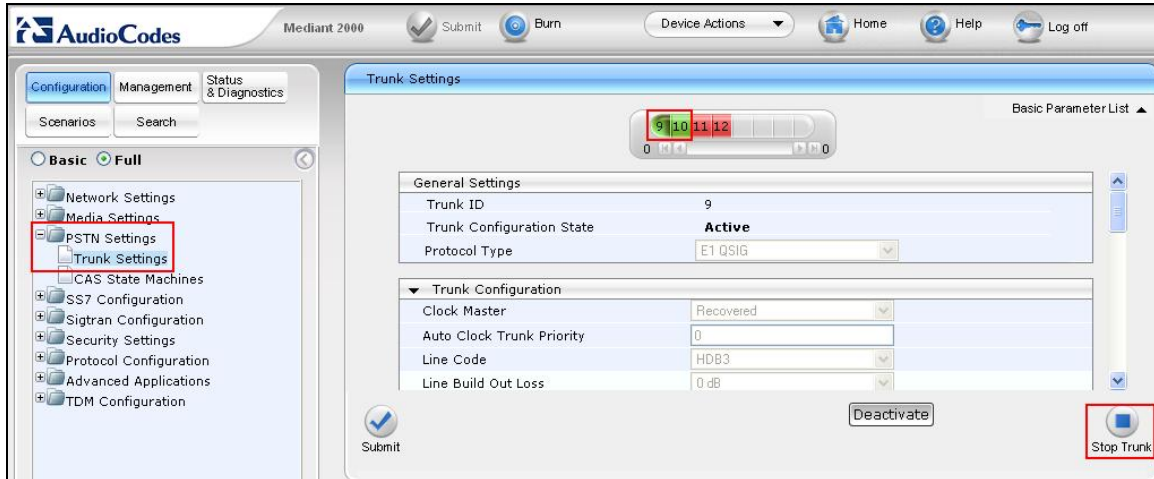 AudioCodes
Mediant 2000
Submit
Burn
Device Actions
Home
Help
Log off
Configuration
Management
Status
& Diagnostics
Scenarios
Search
Basic
Full
Network Settings
Media Settings
PSTN Settings
Trunk Settings
CAS State Machines
SS7 Configuration
Sigtran Configuration
Security Settings
Protocol Configuration
Advanced Applications
TDM Configuration
Trunk Settings
Basic Parameter List
9 10 11 12
0 0
General Settings
Trunk ID 9
Trunk Configuration State Active
Protocol Type E1 QSIG
Trunk Configuration
Clock Master Recovered
Auto Clock Trunk Priority 0
Line Code HDB3
Line Build Out Loss 0 dB
Deactivate
Submit
Stop Trunk